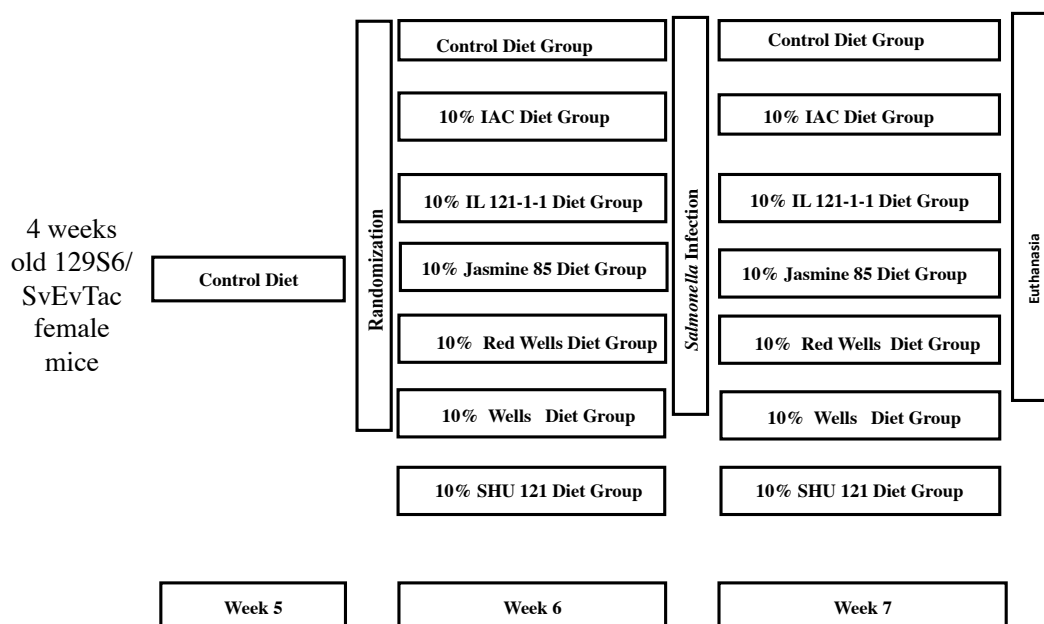 4 weeks
old 129S6/
SvEvTac
female
mice
Control Diet
Randomization
Control Diet Group
10% IAC Diet Group
10% IL 121-1-1 Diet Group
10% Jasmine 85 Diet Group
10% Red Wells Diet Group
10% Wells Diet Group
10% SHU 121 Diet Group
Salmonella Infection
Control Diet Group
10% IAC Diet Group
10% IL 121-1-1 Diet Group
10% Jasmine 85 Diet Group
10% Red Wells Diet Group
10% Wells Diet Group
10% SHU 121 Diet Group
Euthanasia
Week 5
Week 6
Week 7